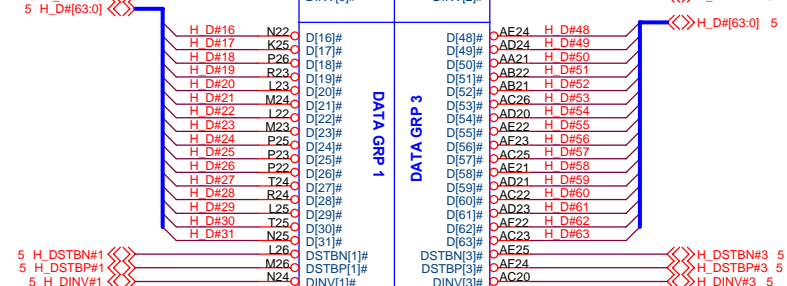 5 H_D#[63:0]
H_D#[63:0] 5
H_D#16 N22 D[16]# D[48]# AE24 H_D#48
H_D#17 K25 D[17]# D[49]# AD24 H_D#49
H_D#18 P26 D[18]# D[50]# AA21 H_D#50
H_D#19 R23 D[19]# D[51]# AB22 H_D#51
H_D#20 L23 D[20]# D[52]# AB21 H_D#52
H_D#21 M24 D[21]# D[53]# AC26 H_D#53
H_D#22 L22 D[22]# D[54]# AD20 H_D#54
H_D#23 M23 D[23]# D[55]# AE22 H_D#55
H_D#24 P25 D[24]# D[56]# AF23 H_D#56
H_D#25 P23 D[25]# D[57]# AC25 H_D#57
H_D#26 P22 D[26]# D[58]# AE21 H_D#58
H_D#27 T24 D[27]# D[59]# AD21 H_D#59
H_D#28 R24 D[28]# D[60]# AC22 H_D#60
H_D#29 L25 D[29]# D[61]# AD23 H_D#61
H_D#30 T25 D[30]# D[62]# AF22 H_D#62
H_D#31 N25 D[31]# D[63]# AC23 H_D#63
5 H_DSTBN#1 L26 DSTBN[1]# DSTBN[3]# AE25 H_DSTBN#3 5
5 H_DSTBP#1 M26 DSTBP[1]# DSTBP[3]# AF24 H_DSTBP#3 5
5 H_DINV#1 N24 DINV[1]# DINV[3]# AC20 H_DINV#3 5
DATA GRP 1
DATA GRP 3